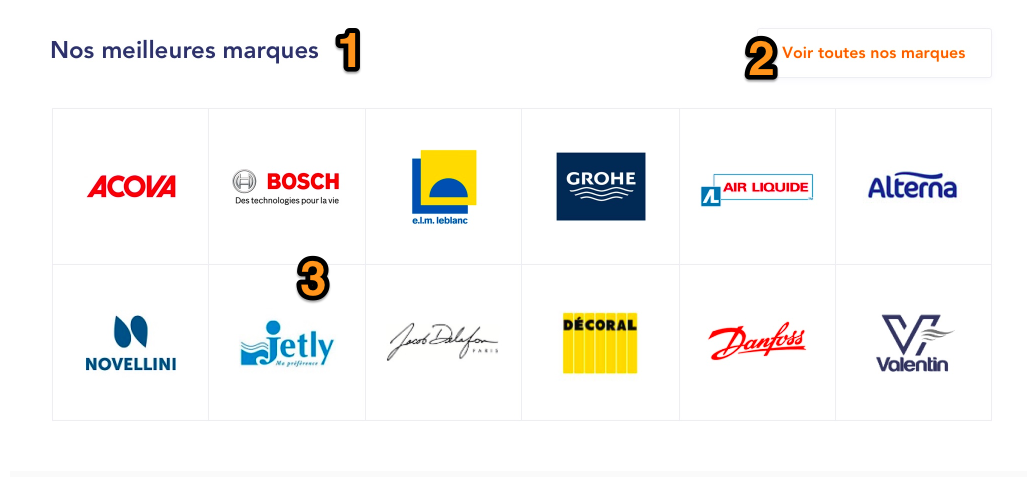 Nos meilleures marques 1
2 Voir toutes nos marques
ACOVA
BOSCH
Des technologies pour la vie
e.l.m. leblanc
GROHE
AIR LIQUIDE
Alterna
3
NOVELLINI
jetly
Ma préférence
Jacob Delafon
PARIS
DÉCORAL
Danfoss
Valentin